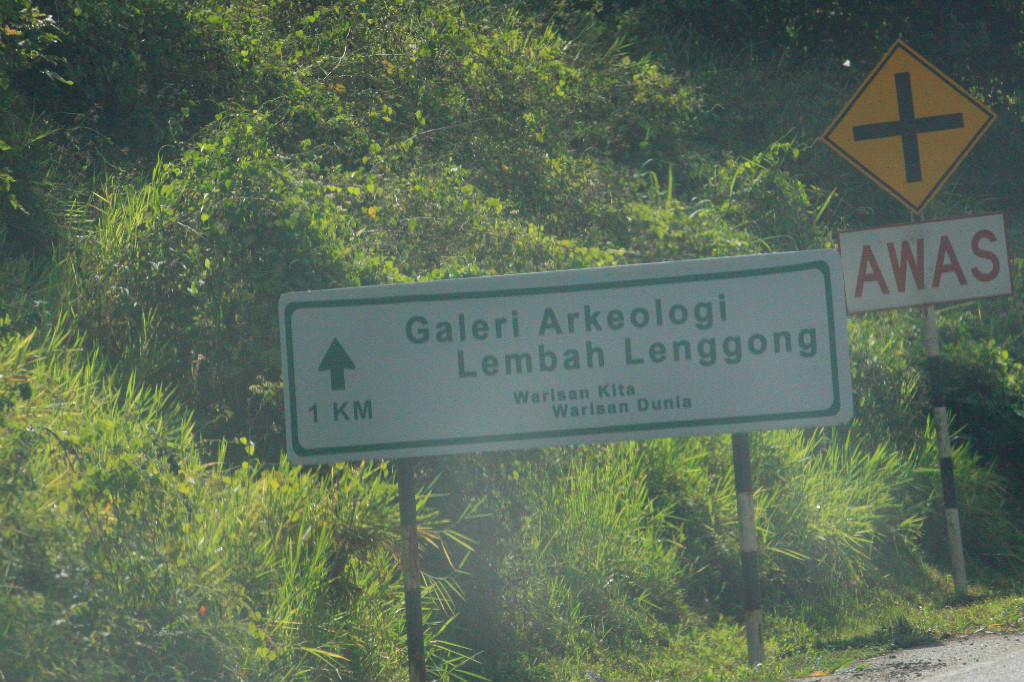 Galeri Arkeologi
Lembah Lenggong
Warisan Kita
Warisan Dunia
1 KM
AWAS